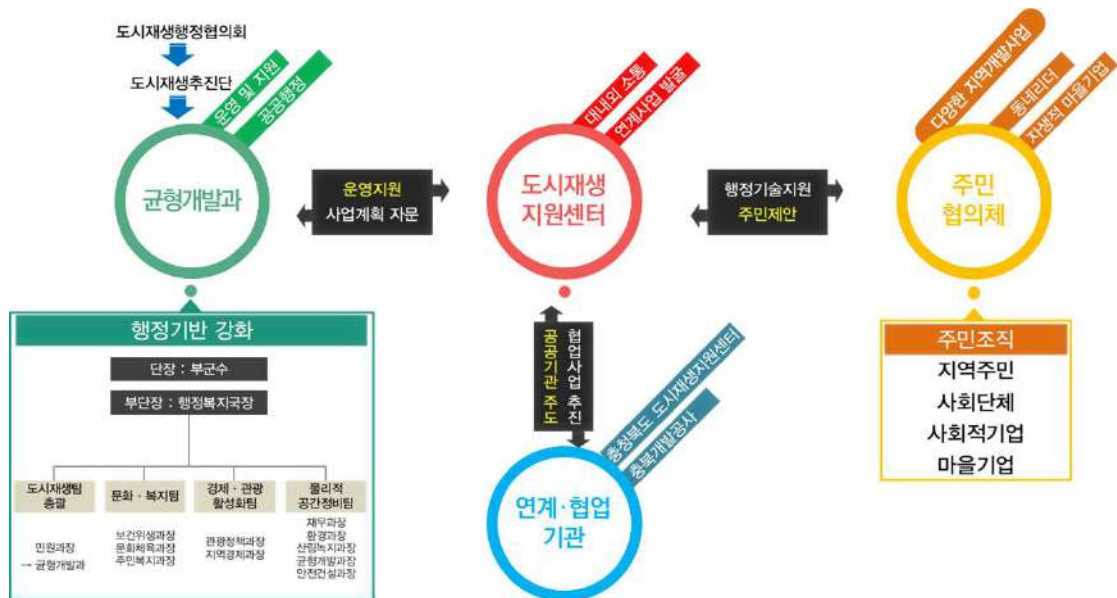 도시재생행정협의회
도시재생추진단
운영 및 지원
공공행정
균형개발과
운영지원
사업계획 자문
대내외 소통
연계사업 발굴
도시재생
지원센터
행정기술지원
주민제안
다양한 지역개발사업
동네리더
자생적 마을기업
주민
협의체
행정기반 강화
단장 : 부군수
부단장 : 행정복지국장
도시재생팀
총괄
민원과장
→ 균형개발과
문화 · 복지팀
보건위생과장
문화체육과장
주민복지과장
경제 · 관광
활성화팀
관광정책과장
지역경제과장
물리적
공간정비팀
재무과장
환경과장
산림녹지과장
균형개발과장
안전건설과장
협업사업 추진
공공기관 주도
충청북도 도시재생지원센터
충북개발공사
연계·협업
기관
주민조직
지역주민
사회단체
사회적기업
마을기업